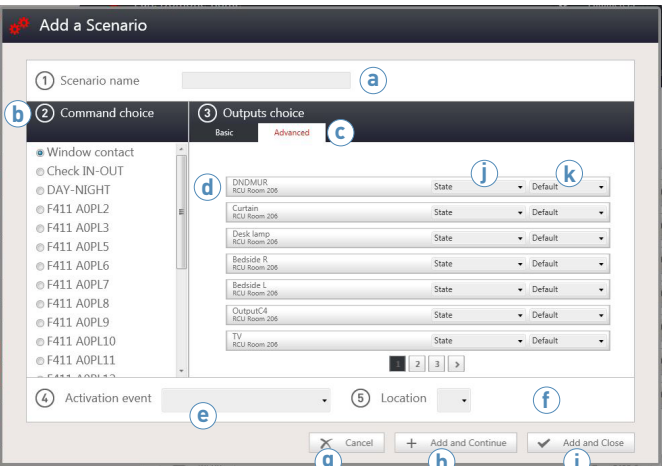 Add a Scenario
1 Scenario name a
b 2 Command choice
3 Outputs choice
Basic Advanced c
Window contact
Check IN-OUT
DAY-NIGHT
F411 A0PL2
F411 A0PL3
F411 A0PL5
F411 A0PL6
F411 A0PL7
F411 A0PL8
F411 A0PL9
F411 A0PL10
F411 A0PL11
j k
d DNDMUR State Default
RCU Room 206
Curtain State Default
RCU Room 206
Desk lamp State Default
RCU Room 206
Bedside R State Default
RCU Room 206
Bedside L State Default
RCU Room 206
OutputC4 State Default
RCU Room 206
TV State Default
RCU Room 206
1 2 3 >
4 Activation event e 5 Location f
Cancel Add and Continue Add and Close
g h i